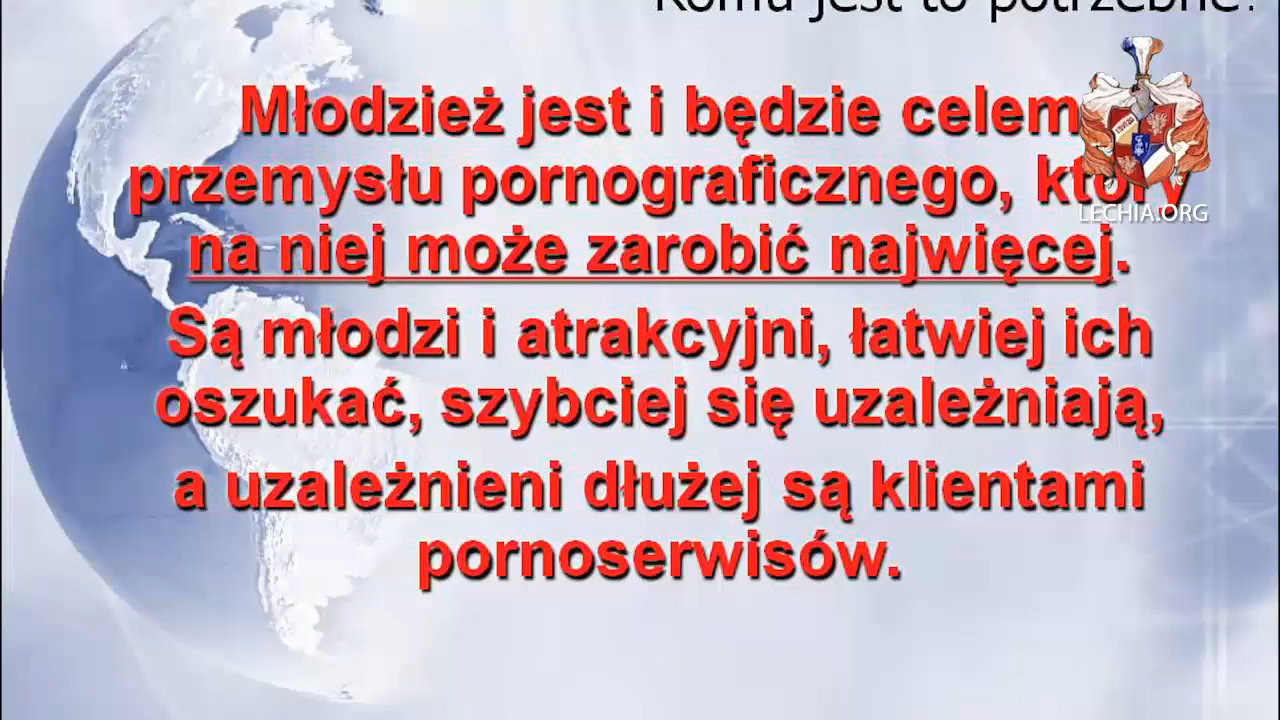 Komu jest to potrzebne?
Młodzież jest i będzie celem
przemysłu pornograficznego, który
na niej może zarobić najwięcej.
Są młodzi i atrakcyjni, łatwiej ich
oszukać, szybciej się uzależniają,
a uzależnieni dłużej są klientami
pornoserwisów.
LECHIA.ORG